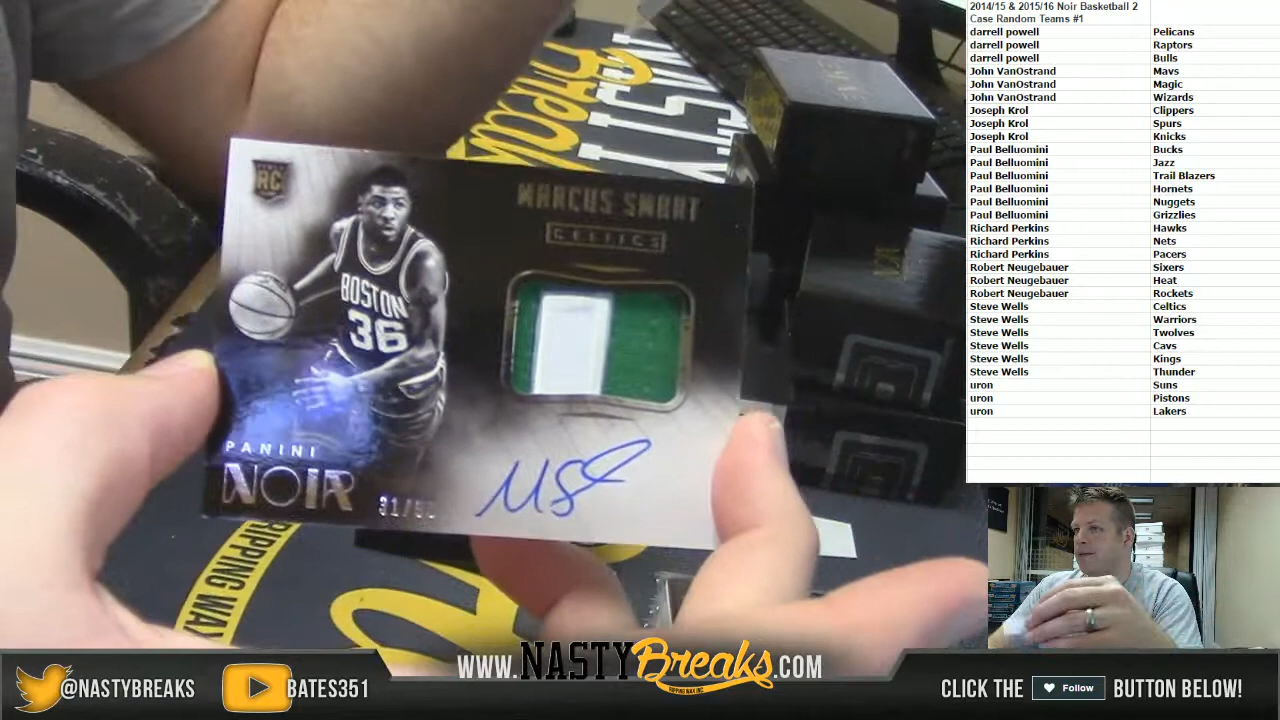 2014/15 & 2015/16 Noir Basketball 2
Case Random Teams #1
darrell powell Pelicans
darrell powell Raptors
darrell powell Bulls
John VanOstrand Mavs
John VanOstrand Magic
John VanOstrand Wizards
Joseph Krol Clippers
Joseph Krol Spurs
Joseph Krol Knicks
Paul Belluomini Bucks
Paul Belluomini Jazz
Paul Belluomini Trail Blazers
Paul Belluomini Hornets
Paul Belluomini Nuggets
Paul Belluomini Grizzlies
Richard Perkins Hawks
Richard Perkins Nets
Richard Perkins Pacers
Robert Neugebauer Sixers
Robert Neugebauer Heat
Robert Neugebauer Rockets
Steve Wells Celtics
Steve Wells Warriors
Steve Wells Twolves
Steve Wells Cavs
Steve Wells Kings
Steve Wells Thunder
uron Suns
uron Pistons
uron Lakers
RC
MARCUS SMART
CELTICS
BOSTON
36
PANINI
NOIR
RIPPING WAX
@NASTYBREAKS
BATES351
WWW.NASTYBreaks.COM
RIPPING WAX INC
CLICK THE Follow BUTTON BELOW!